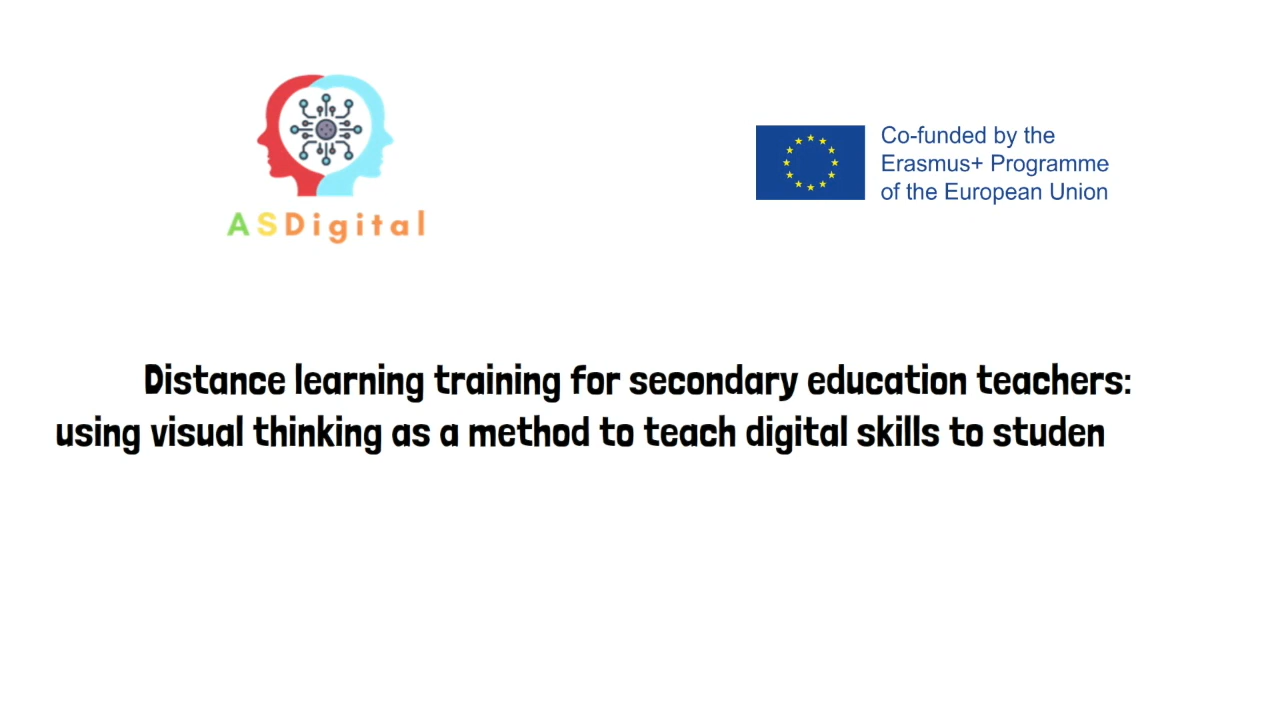 ASDigital
Co-funded by the
Erasmus+ Programme
of the European Union
Distance learning training for secondary education teachers:
using visual thinking as a method to teach digital skills to studen